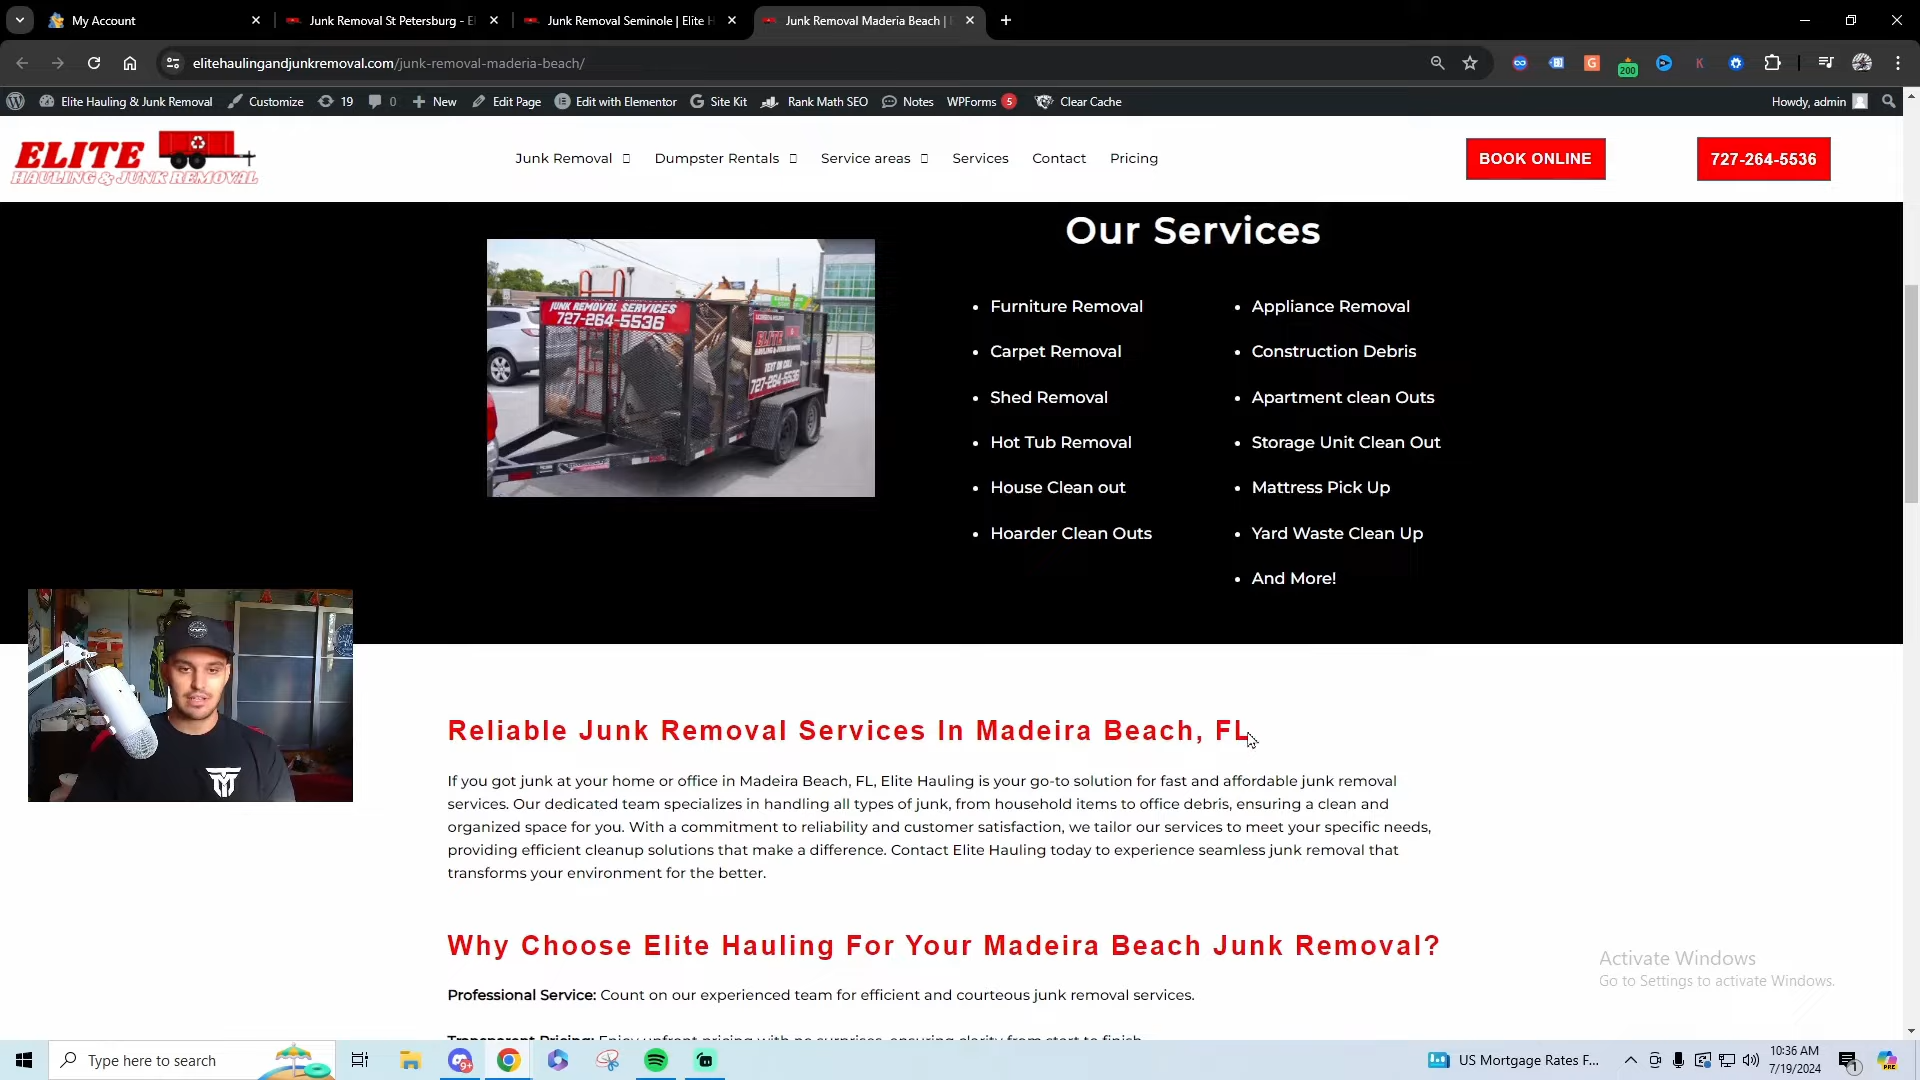 My Account
Junk Removal St Petersburg - El
Junk Removal Seminole | Elite H
Junk Removal Maderia Beach | E
elitehaulingandjunkremoval.com/junk-removal-maderia-beach/
200
Elite Hauling & Junk Removal
Customize
19
0
New
Edit Page
Edit with Elementor
Site Kit
Rank Math SEO
Notes
WPForms 5
Clear Cache
Howdy, admin
ELITE
HAULING & JUNK REMOVAL
Junk Removal
Dumpster Rentals
Service areas
Services
Contact
Pricing
BOOK ONLINE
727-264-5536
Our Services
JUNK REMOVAL SERVICES
727-264-5536
ELITE
TEXT OR CALL
727-264-5536
Furniture Removal
Carpet Removal
Shed Removal
Hot Tub Removal
House Clean out
Hoarder Clean Outs
Appliance Removal
Construction Debris
Apartment clean Outs
Storage Unit Clean Out
Mattress Pick Up
Yard Waste Clean Up
And More!
Reliable Junk Removal Services In Madeira Beach, FL
If you got junk at your home or office in Madeira Beach, FL, Elite Hauling is your go-to solution for fast and affordable junk removal
services. Our dedicated team specializes in handling all types of junk, from household items to office debris, ensuring a clean and
organized space for you. With a commitment to reliability and customer satisfaction, we tailor our services to meet your specific needs,
providing efficient cleanup solutions that make a difference. Contact Elite Hauling today to experience seamless junk removal that
transforms your environment for the better.
Why Choose Elite Hauling For Your Madeira Beach Junk Removal?
Professional Service: Count on our experienced team for efficient and courteous junk removal services.
Transparent Pricing: Enjoy upfront pricing with no surprises, ensuring clarity from start to finish.
Activate Windows
Go to Settings to activate Windows.
Type here to search
9+
US Mortgage Rates F...
10:36 AM
7/19/2024
1
PRE